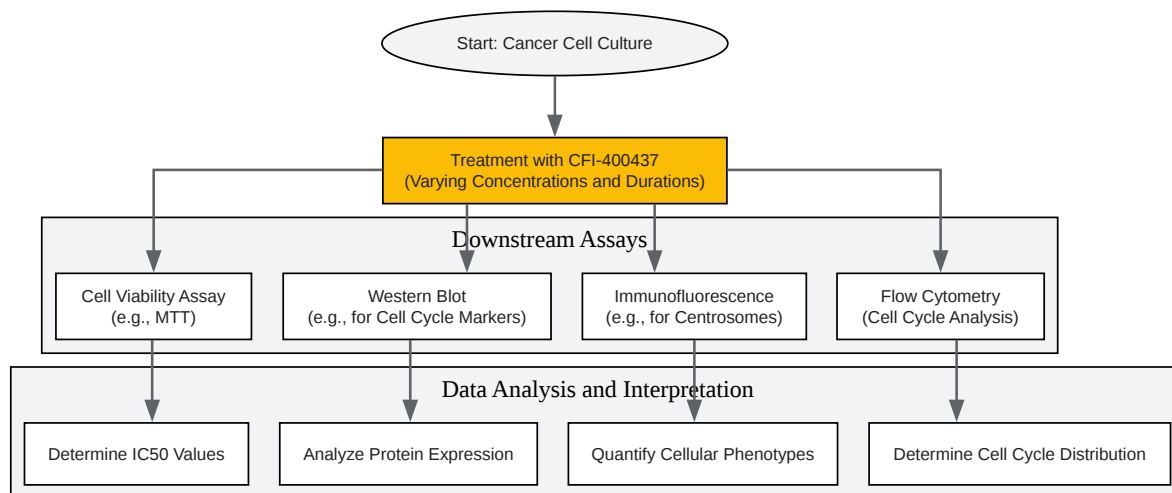 Start: Cancer Cell Culture
Treatment with CFI-400437
(Varying Concentrations and Durations)
Downstream Assays
Cell Viability Assay
(e.g., MTT)
Western Blot
(e.g., for Cell Cycle Markers)
Immunofluorescence
(e.g., for Centrosomes)
Flow Cytometry
(Cell Cycle Analysis)
Data Analysis and Interpretation
Determine IC50 Values
Analyze Protein Expression
Quantify Cellular Phenotypes
Determine Cell Cycle Distribution